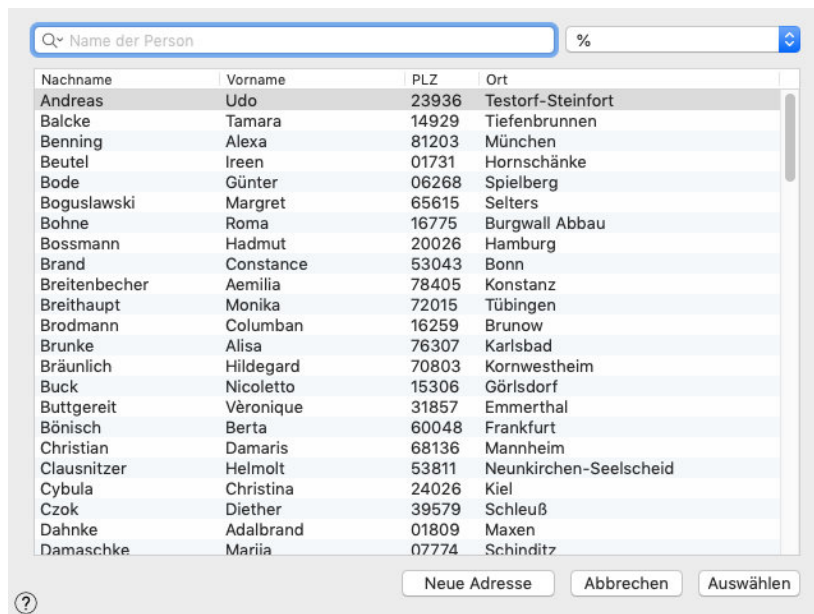 Name der Person %
Nachname Vorname PLZ Ort
Andreas Udo 23936 Testorf-Steinfort
Balcke Tamara 14929 Tiefenbrunnen
Benning Alexa 81203 München
Beutel Ireen 01731 Hornschänke
Bode Günter 06268 Spielberg
Boguslawski Margret 65615 Selters
Bohne Roma 16775 Burgwall Abbau
Bossmann Hadmut 20026 Hamburg
Brand Constance 53043 Bonn
Breitenbecher Aemilia 78405 Konstanz
Breithaupt Monika 72015 Tübingen
Brodmann Columban 16259 Brunow
Brunke Alisa 76307 Karlsbad
Bräunlich Hildegard 70803 Kornwestheim
Buck Nicoletto 15306 Görlsdorf
Buttgereit Vèronique 31857 Emmerthal
Bönisch Berta 60048 Frankfurt
Christian Damaris 68136 Mannheim
Clausnitzer Helmolt 53811 Neunkirchen-Seelscheid
Cybula Christina 24026 Kiel
Czok Diether 39579 Schleuß
Dahnke Adalbrand 01809 Maxen
Damaschke Mariia 07774 Schinditz
Neue Adresse Abbrechen Auswählen
?